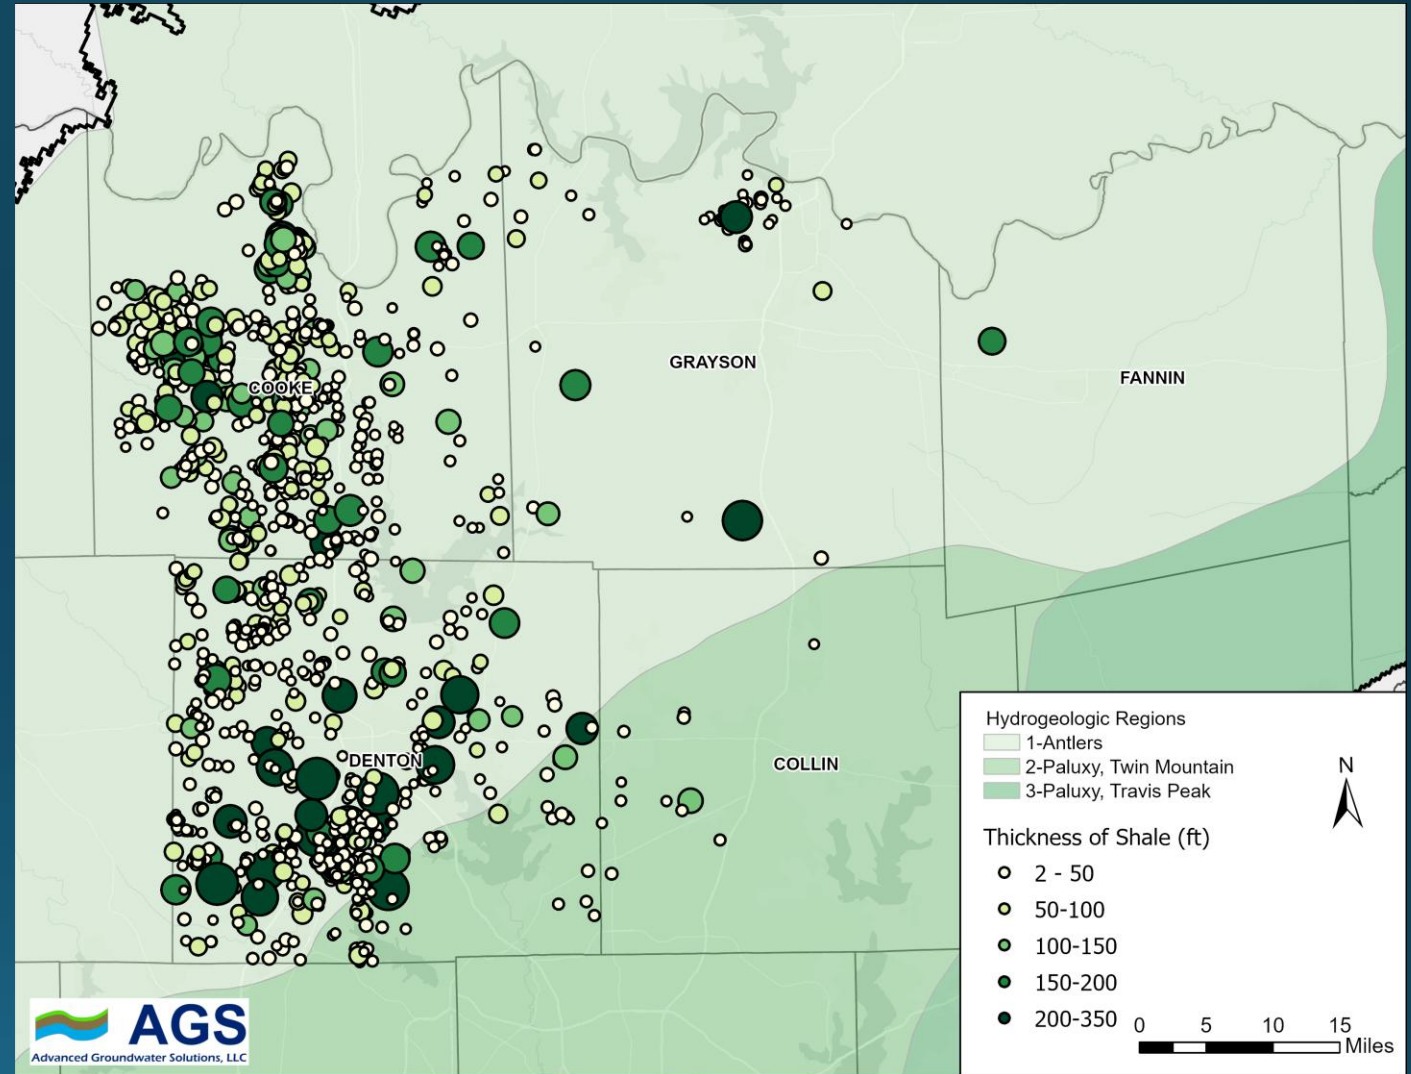 GRAYSON
FANNIN
COOKE
DENTON
COLLIN
Hydrogeologic Regions
1-Antlers
2-Paluxy, Twin Mountain
3-Paluxy, Travis Peak
N
Thickness of Shale (ft)
2 - 50
50-100
100-150
150-200
200-350
0 5 10 15
Miles
AGS
Advanced Groundwater Solutions, LLC